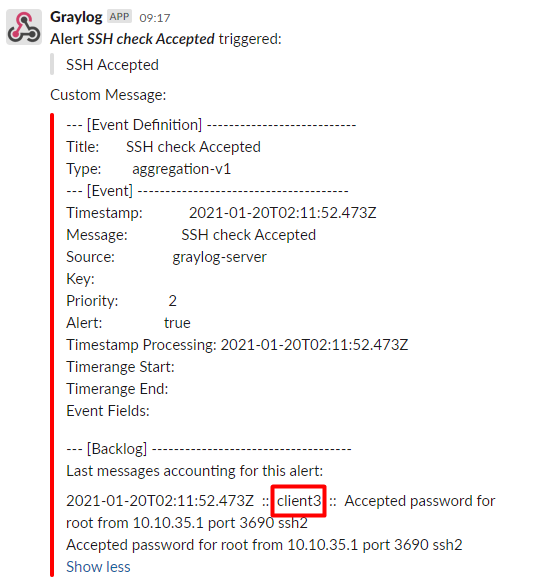 Graylog APP 09:17
Alert SSH check Accepted triggered:
SSH Accepted
Custom Message:
--- [Event Definition] ---------------------------
Title: SSH check Accepted
Type: aggregation-v1
--- [Event] --------------------------------------
Timestamp: 2021-01-20T02:11:52.473Z
Message: SSH check Accepted
Source: graylog-server
Key:
Priority: 2
Alert: true
Timestamp Processing: 2021-01-20T02:11:52.473Z
Timerange Start:
Timerange End:
Event Fields:
--- [Backlog] ------------------------------------
Last messages accounting for this alert:
2021-01-20T02:11:52.473Z :: client3 :: Accepted password for
root from 10.10.35.1 port 3690 ssh2
Accepted password for root from 10.10.35.1 port 3690 ssh2
Show less